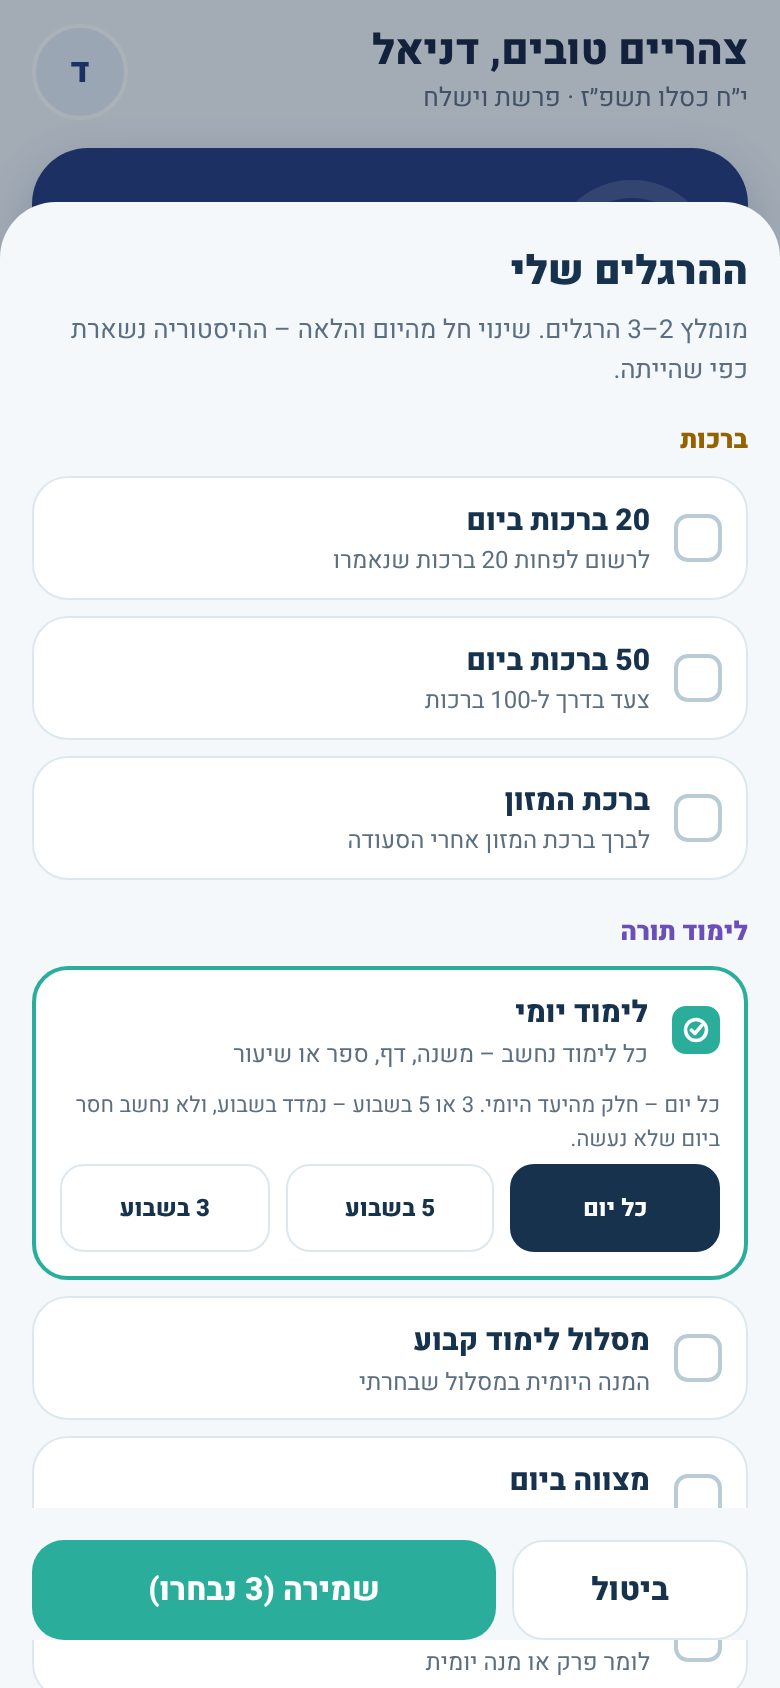 צהריים טובים, דניאל
י״ח כסלו תשפ״ז · פרשת וישלח
ד
ההרגלים שלי
מומלץ 2–3 הרגלים. שינוי חל מהיום והלאה – ההיסטוריה נשארת
כפי שהייתה.
ברכות
20 ברכות ביום
לרשום לפחות 20 ברכות שנאמרו
50 ברכות ביום
צעד בדרך ל-100 ברכות
ברכת המזון
לברך ברכת המזון אחרי הסעודה
לימוד תורה
לימוד יומי
כל לימוד נחשב – משנה, דף, ספר או שיעור
כל יום – חלק מהיעד היומי. 3 או 5 בשבוע – נמדד בשבוע, ולא נחשב חסר
ביום שלא נעשה.
כל יום
5 בשבוע
3 בשבוע
מסלול לימוד קבוע
המנה היומית במסלול שבחרתי
מצווה ביום
ביטול
שמירה (3 נבחרו)
לומר פרק או מנה יומית